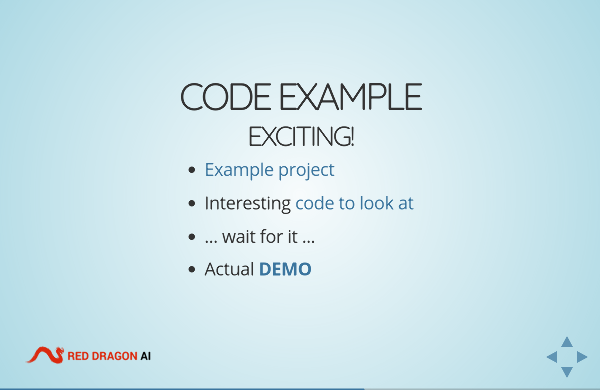 CODE EXAMPLE
EXCITING!
• Example project
• Interesting code to look at
• ... wait for it ...
• Actual DEMO
RED DRAGON AI